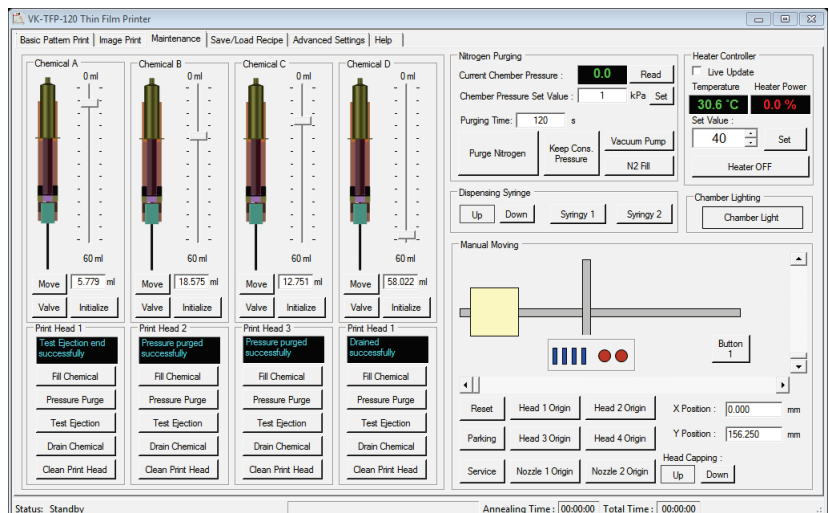 VK-TFP-120 Thin Film Printer
Basic Pattern Print | Image Print | Maintenance | Save/Load Recipe | Advanced Settings | Help
Chemical A
0 ml
60 ml
Move 5.779 ml
Valve Initialize
Chemical B
0 ml
60 ml
Move 18.575 ml
Valve Initialize
Chemical C
0 ml
60 ml
Move 12.751 ml
Valve Initialize
Chemical D
0 ml
60 ml
Move 58.022 ml
Valve Initialize
Print Head 1
Test Ejection end
successfully
Fill Chemical
Pressure Purge
Test Ejection
Drain Chemical
Clean Print Head
Print Head 2
Pressure purged
successfully
Fill Chemical
Pressure Purge
Test Ejection
Drain Chemical
Clean Print Head
Print Head 3
Pressure purged
successfully
Fill Chemical
Pressure Purge
Test Ejection
Drain Chemical
Clean Print Head
Print Head 1
Drained
successfully
Fill Chemical
Pressure Purge
Test Ejection
Drain Chemical
Clean Print Head
Nitrogen Purging
Current Chember Pressure : 0.0 Read
Chember Pressure Set Value : 1 kPa Set
Purging Time: 120 s
Purge Nitrogen
Keep Cons.
Pressure
Vacuum Pump
N2 Fill
Heater Controller
Live Update
Temperature Heater Power
30.6 °C 0.0 %
Set Value :
40 Set
Heater OFF
Dispensing Syringe
Up Down Syringy 1 Syringy 2
Chamber Lighting
Chamber Light
Manual Moving
Button
1
Reset Head 1 Origin Head 2 Origin X Position : 0.000 mm
Parking Head 3 Origin Head 4 Origin Y Position : 156.250 mm
Head Capping :
Service Nozzle 1 Origin Nozzle 2 Origin Up Down
Status: Standby Annealing Time : 00:00:00 Total Time : 00:00:00